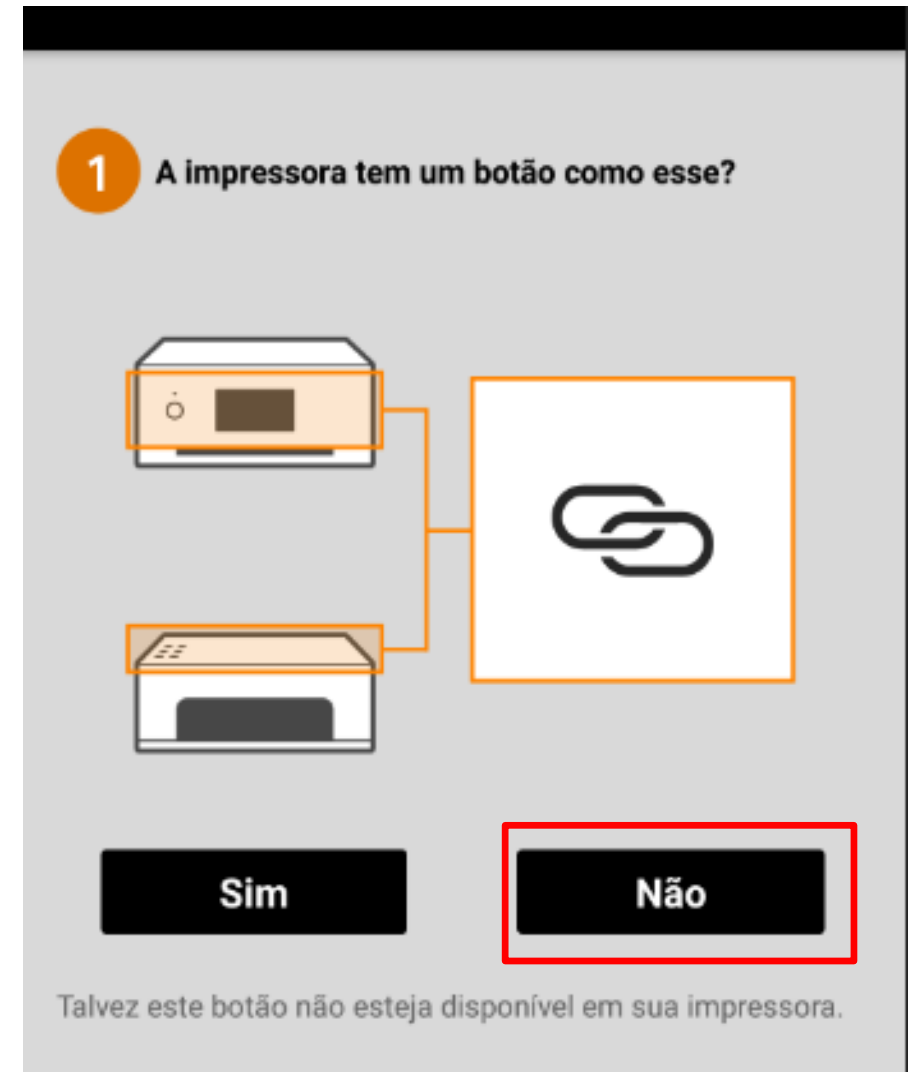 1 A impressora tem um botão como esse?
Sim
Não
Talvez este botão não esteja disponível em sua impressora.